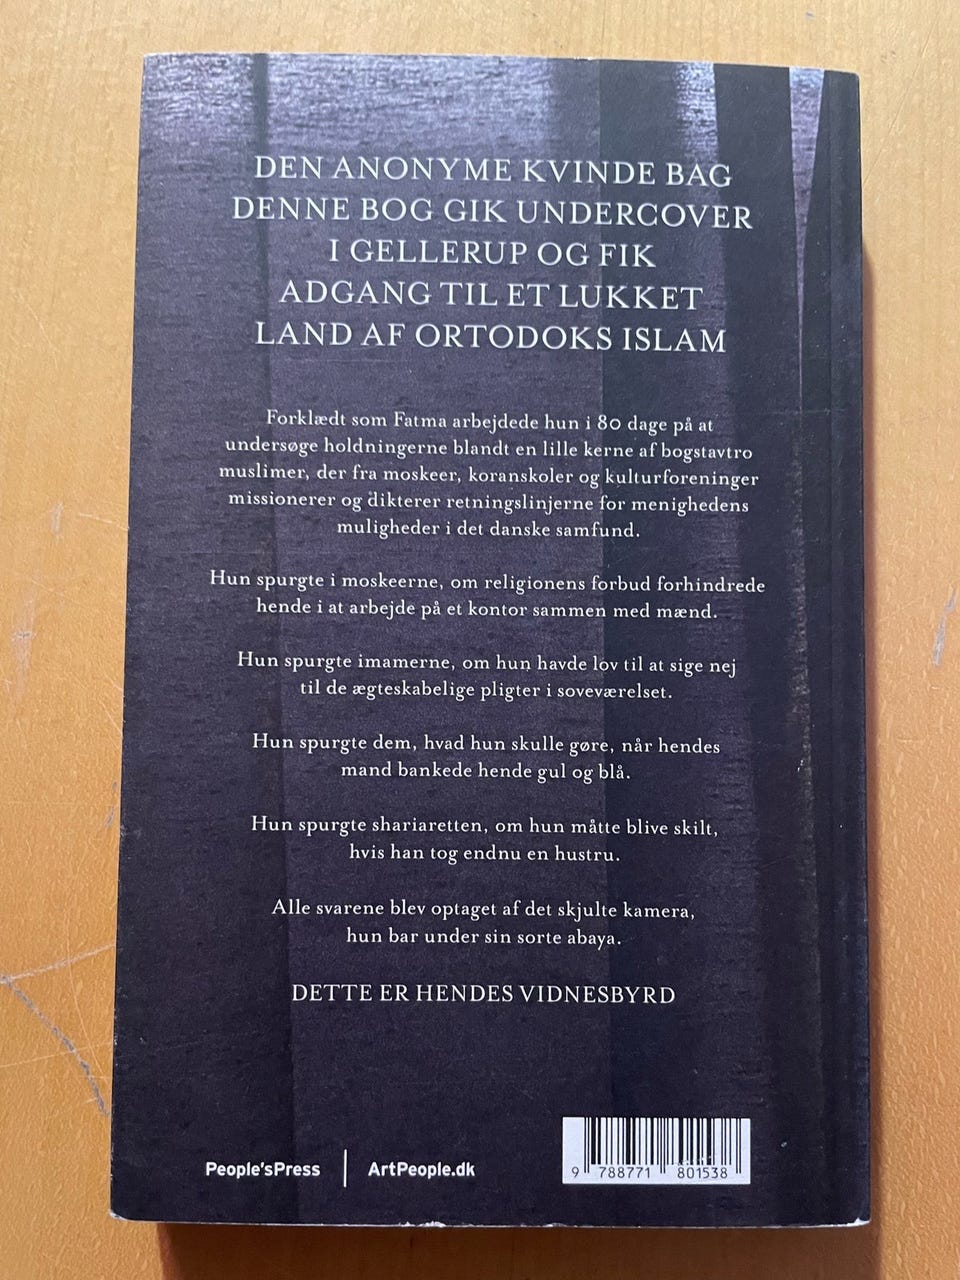 DEN ANONYME KVINDE BAG
DENNE BOG GIK UNDERCOVER
I GELLERUP OG FIK
ADGANG TIL ET LUKKET
LAND AF ORTODOKS ISLAM
Forklædt som Fatma arbejdede hun i 80 dage på at
undersøge holdningerne blandt en lille kerne af bogstavtro
muslimer, der fra moskeer, koranskoler og kulturforeninger
missionerer og dikterer retningslinjerne for menighedens
muligheder i det danske samfund.
Hun spurgte i moskeerne, om religionens forbud forhindrede
hende i at arbejde på et kontor sammen med mænd.
Hun spurgte imamerne, om hun havde lov til at sige nej
til de ægteskabelige pligter i soveværelset.
Hun spurgte dem, hvad hun skulle gøre, når hendes
mand bankede hende gul og blå.
Hun spurgte shariaretten, om hun måtte blive skilt,
hvis han tog endnu en hustru.
Alle svarene blev optaget af det skjulte kamera,
hun bar under sin sorte abaya.
DETTE ER HENDES VIDNESBYRD
People'sPress | ArtPeople.dk
9 788771 801538